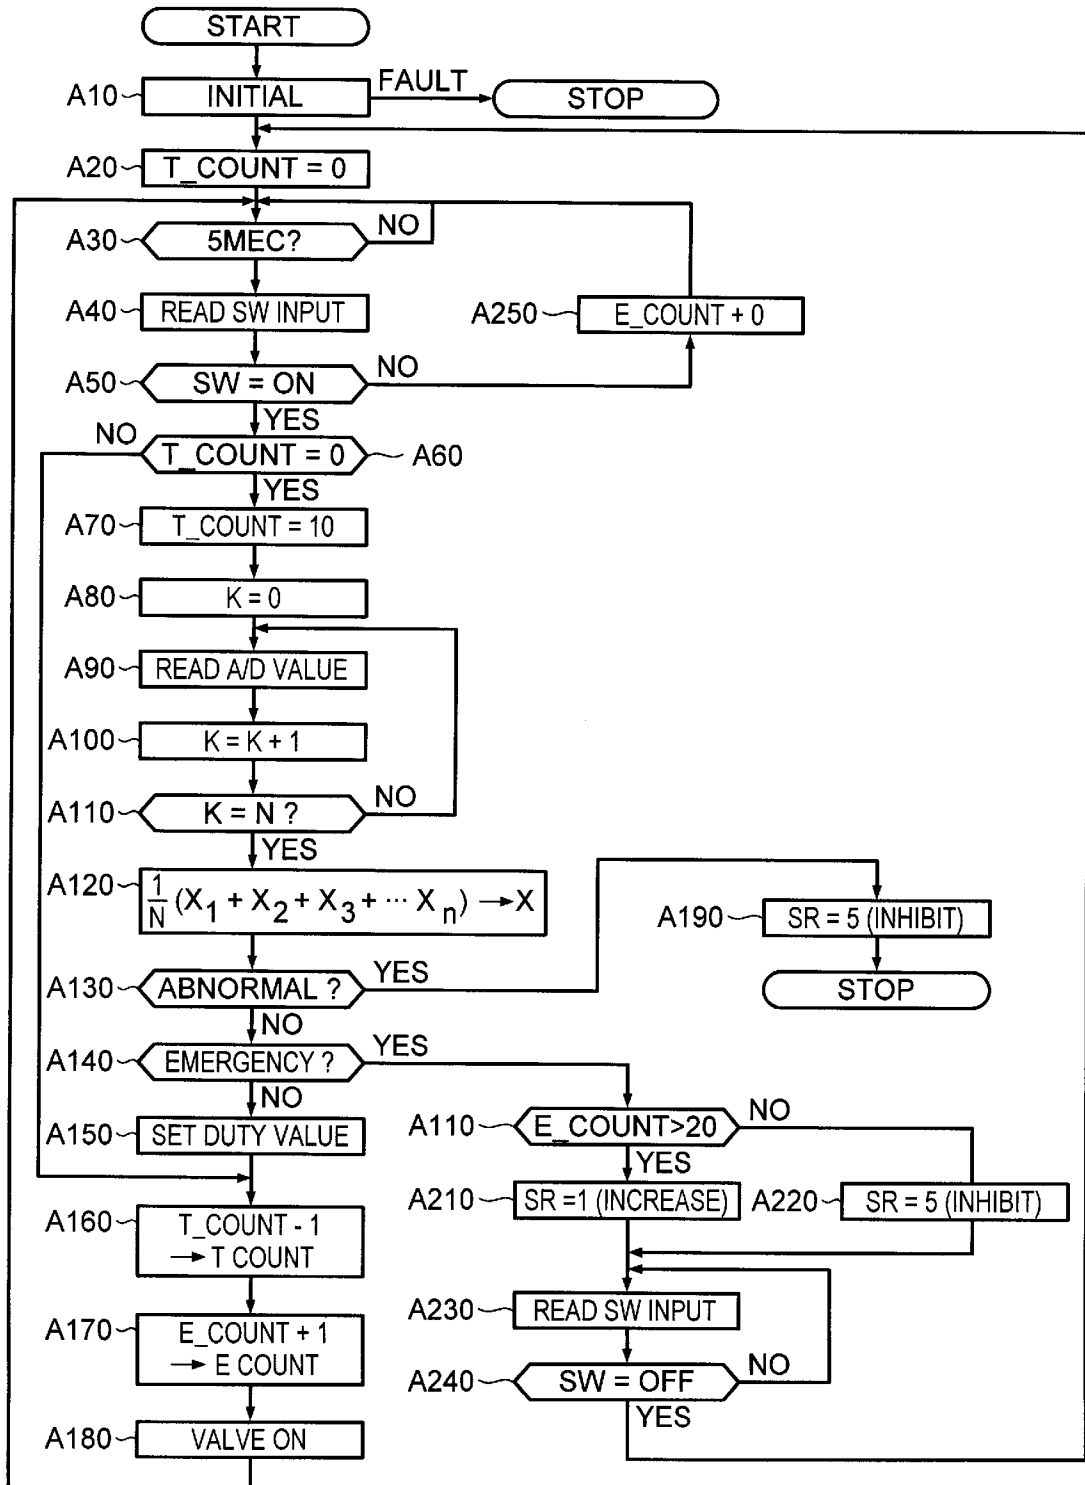 START
A10
INITIAL
FAULT
STOP
A20
T_COUNT = 0
A30
5MEC?
NO
A40
READ SW INPUT
A250
E_COUNT + 0
A50
SW = ON
NO
YES
NO
T_COUNT = 0
A60
YES
A70
T_COUNT = 10
A80
K = 0
A90
READ A/D VALUE
A100
K = K + 1
A110
K = N ?
NO
YES
A120
1/N (X1 + X2 + X3 + ··· Xn) → X
A190
SR = 5 (INHIBIT)
A130
ABNORMAL ?
YES
STOP
NO
A140
EMERGENCY ?
YES
NO
A110
E_COUNT>20
NO
A150
SET DUTY VALUE
YES
A210
SR =1 (INCREASE)
A220
SR = 5 (INHIBIT)
A160
T_COUNT - 1
→ T COUNT
A230
READ SW INPUT
A170
E_COUNT + 1
→ E COUNT
A240
SW = OFF
NO
YES
A180
VALVE ON